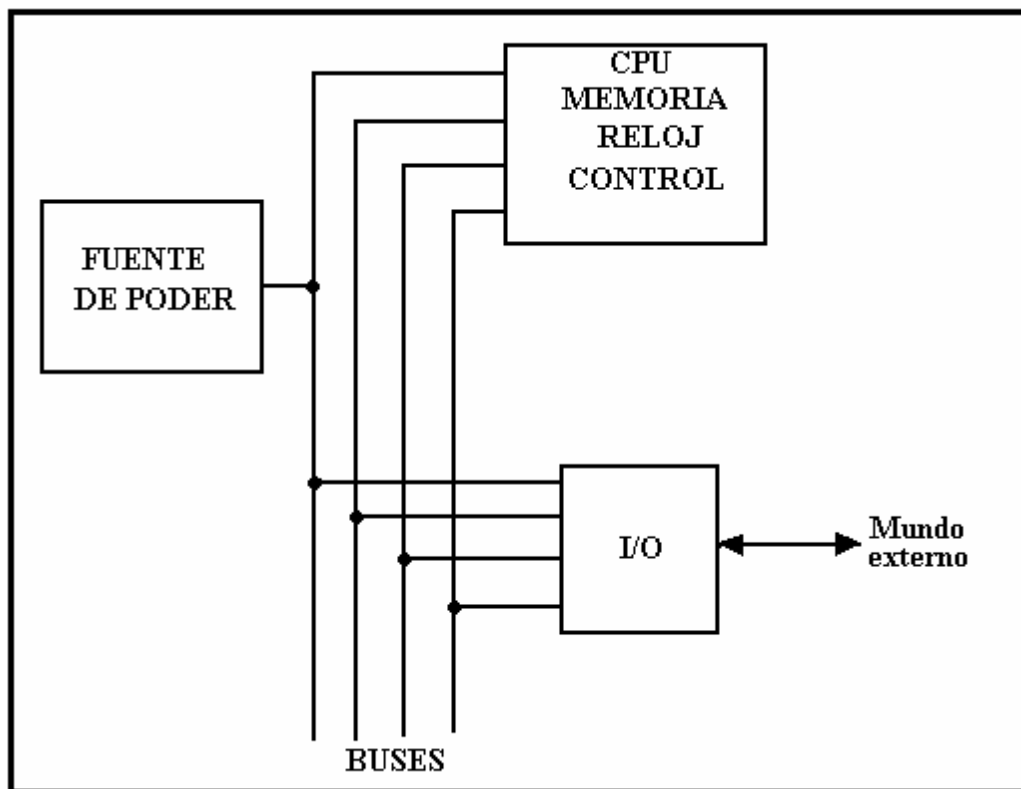 CPU
MEMORIA
RELOJ
CONTROL
FUENTE
DE PODER
I/O
Mundo
externo
BUSES